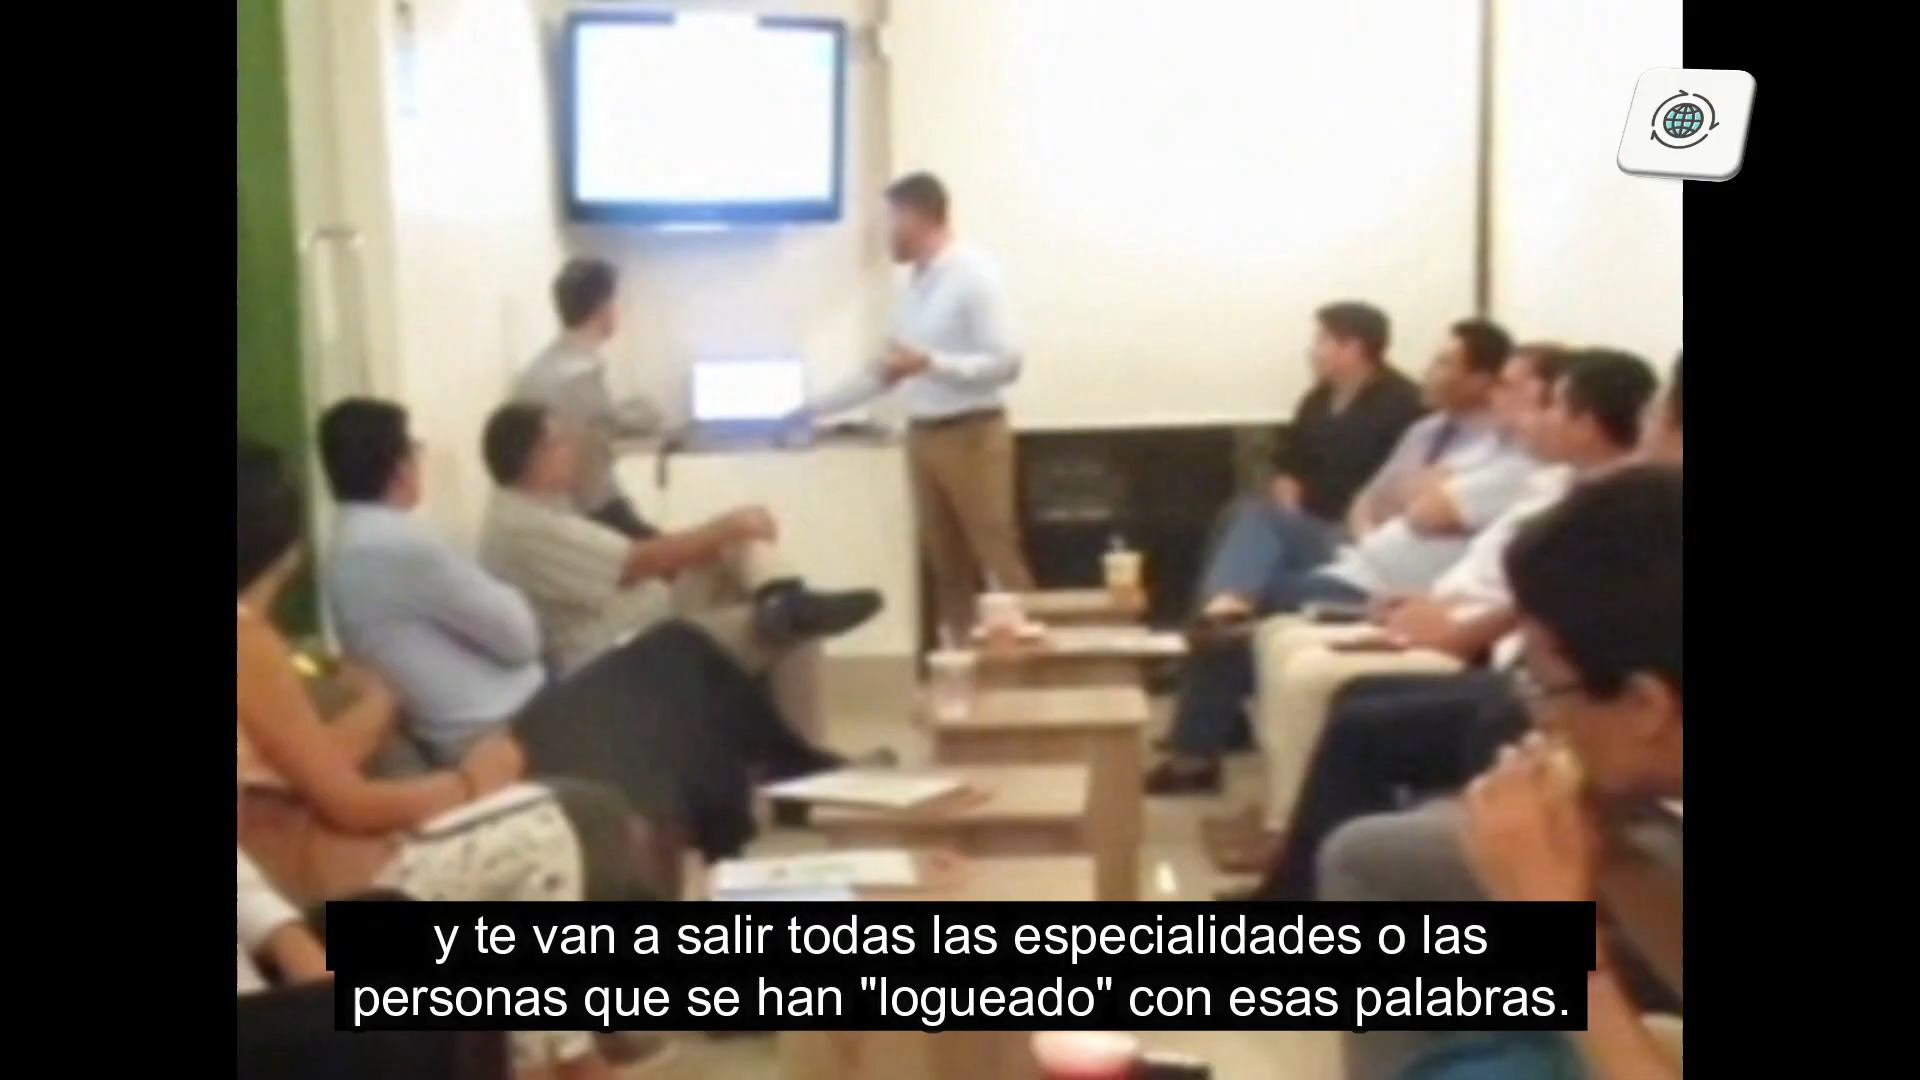 y te van a salir todas las especialidades o las
personas que se han "logueado" con esas palabras.